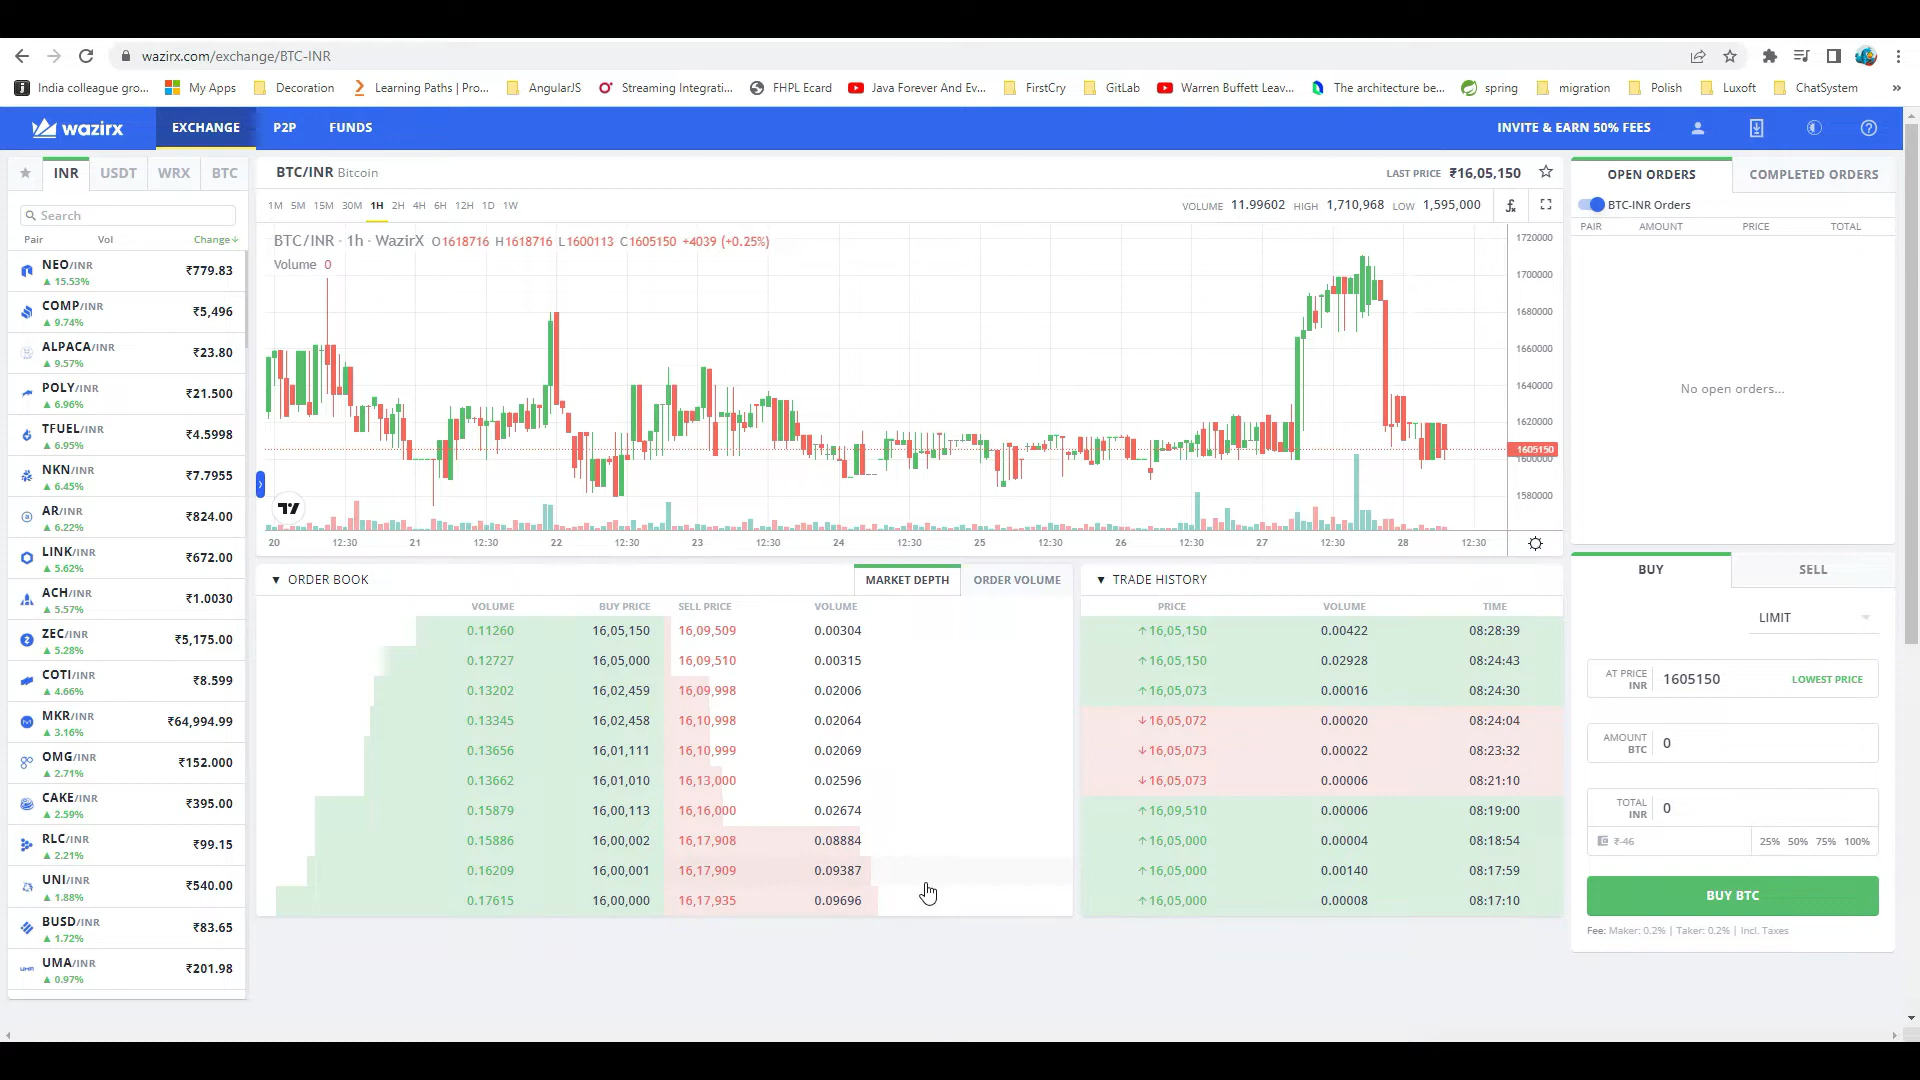 wazirx.com/exchange/BTC-INR
India colleague gro... My Apps Decoration Learning Paths | Pro... AngularJS Streaming Integrati... FHPL Ecard Java Forever And Ev... FirstCry GitLab Warren Buffett Leav... The architecture be... spring migration Polish Luxoft ChatSystem »
wazirx EXCHANGE P2P FUNDS INVITE & EARN 50% FEES
INR USDT WRX BTC
Search
Pair Vol Change
NEO/INR ₹779.83
▲ 15.53%
COMP/INR ₹5,496
▲ 9.74%
ALPACA/INR ₹23.80
▲ 9.57%
POLY/INR ₹21.500
▲ 6.96%
TFUEL/INR ₹4.5998
▲ 6.95%
NKN/INR ₹7.7955
▲ 6.45%
AR/INR ₹824.00
▲ 6.22%
LINK/INR ₹672.00
▲ 5.62%
ACH/INR ₹1.0030
▲ 5.57%
ZEC/INR ₹5,175.00
▲ 5.28%
COTI/INR ₹8.599
▲ 4.66%
MKR/INR ₹64,994.99
▲ 3.16%
OMG/INR ₹152.000
▲ 2.71%
CAKE/INR ₹395.00
▲ 2.59%
RLC/INR ₹99.15
▲ 2.21%
UNI/INR ₹540.00
▲ 1.88%
BUSD/INR ₹83.65
▲ 1.72%
UMA/INR ₹201.98
▲ 0.97%
BTC/INR Bitcoin LAST PRICE ₹16,05,150
1M 5M 15M 30M 1H 2H 4H 6H 12H 1D 1W VOLUME 11.99602 HIGH 1,710,968 LOW 1,595,000
BTC/INR · 1h · WazirX O1618716 H1618716 L1600113 C1605150 +4039 (+0.25%)
Volume 0
1720000
1700000
1680000
1660000
1640000
1620000
1605150
1600000
1580000
20 12:30 21 12:30 22 12:30 23 12:30 24 12:30 25 12:30 26 12:30 27 12:30 28 12:30
▼ ORDER BOOK MARKET DEPTH ORDER VOLUME
VOLUME BUY PRICE SELL PRICE VOLUME
0.11260 16,05,150 16,09,509 0.00304
0.12727 16,05,000 16,09,510 0.00315
0.13202 16,02,459 16,09,998 0.02006
0.13345 16,02,458 16,10,998 0.02064
0.13656 16,01,111 16,10,999 0.02069
0.13662 16,01,010 16,13,000 0.02596
0.15879 16,00,113 16,16,000 0.02674
0.15886 16,00,002 16,17,908 0.08884
0.16209 16,00,001 16,17,909 0.09387
0.17615 16,00,000 16,17,935 0.09696
▼ TRADE HISTORY
PRICE VOLUME TIME
↑16,05,150 0.00422 08:28:39
↑16,05,150 0.02928 08:24:43
↑16,05,073 0.00016 08:24:30
↓16,05,072 0.00020 08:24:04
↓16,05,073 0.00022 08:23:32
↓16,05,073 0.00006 08:21:10
↑16,09,510 0.00006 08:19:00
↑16,05,000 0.00004 08:18:54
↑16,05,000 0.00140 08:17:59
↑16,05,000 0.00008 08:17:10
OPEN ORDERS COMPLETED ORDERS
BTC-INR Orders
PAIR AMOUNT PRICE TOTAL
No open orders...
BUY SELL
LIMIT
AT PRICE INR 1605150 LOWEST PRICE
AMOUNT BTC 0
TOTAL INR 0
₹46 25% 50% 75% 100%
BUY BTC
Fee: Maker: 0.2% | Taker: 0.2% | Incl. Taxes